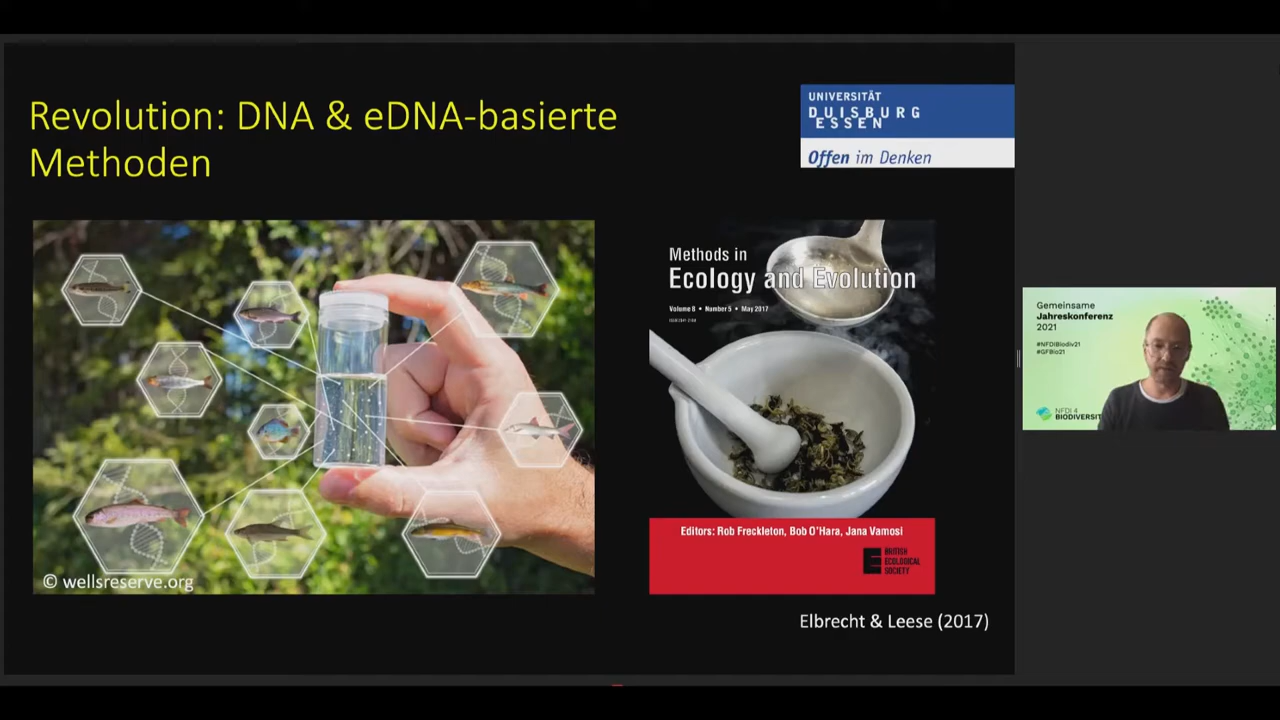 Revolution: DNA & eDNA-basierte
Methoden
UNIVERSITÄT
DUISBURG
ESSEN
Offen im Denken
© wellsreserve.org
Methods in
Ecology and Evolution
Volume 8 • Number 5 • May 2017
Editors: Rob Freckleton, Bob O'Hara, Jana Vamosi
BRITISH
ECOLOGICAL
SOCIETY
Elbrecht & Leese (2017)
Gemeinsame
Jahreskonferenz
2021
#NFDIBiodiv21
#GFBio21
NFDI 4
BIODIVERSIT